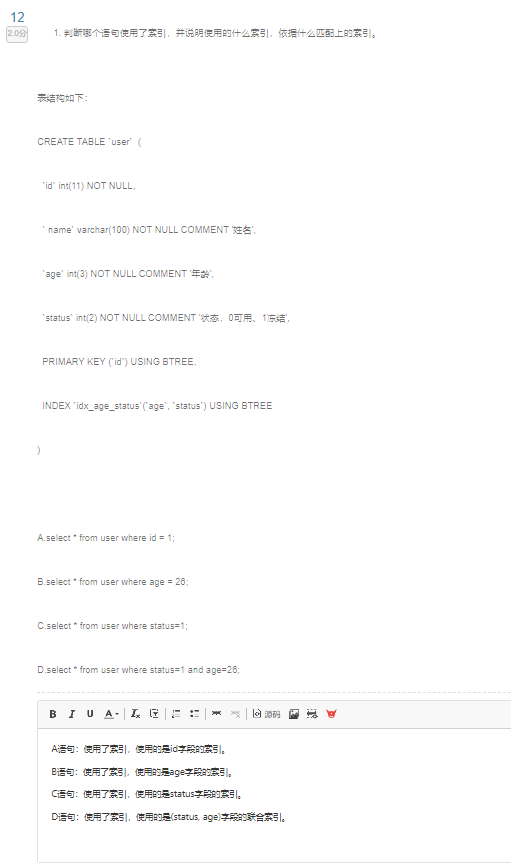 12
2.0分
1. 判断哪个语句使用了索引，并说明使用的什么索引，依据什么匹配上的索引。
表结构如下：
CREATE TABLE `user` (
`id` int(11) NOT NULL,
` name` varchar(100) NOT NULL COMMENT '姓名',
`age` int(3) NOT NULL COMMENT '年龄',
`status` int(2) NOT NULL COMMENT '状态，0可用、1冻结',
PRIMARY KEY (`id`) USING BTREE,
INDEX `idx_age_status`(`age`, `status`) USING BTREE
)
A.select * from user where id = 1;
B.select * from user where age = 26;
C.select * from user where status=1;
D.select * from user where status=1 and age=26;
B I U A 源码
A语句：使用了索引，使用的是id字段的索引。
B语句：使用了索引，使用的是age字段的索引。
C语句：使用了索引，使用的是status字段的索引。
D语句：使用了索引，使用的是(status, age)字段的联合索引。